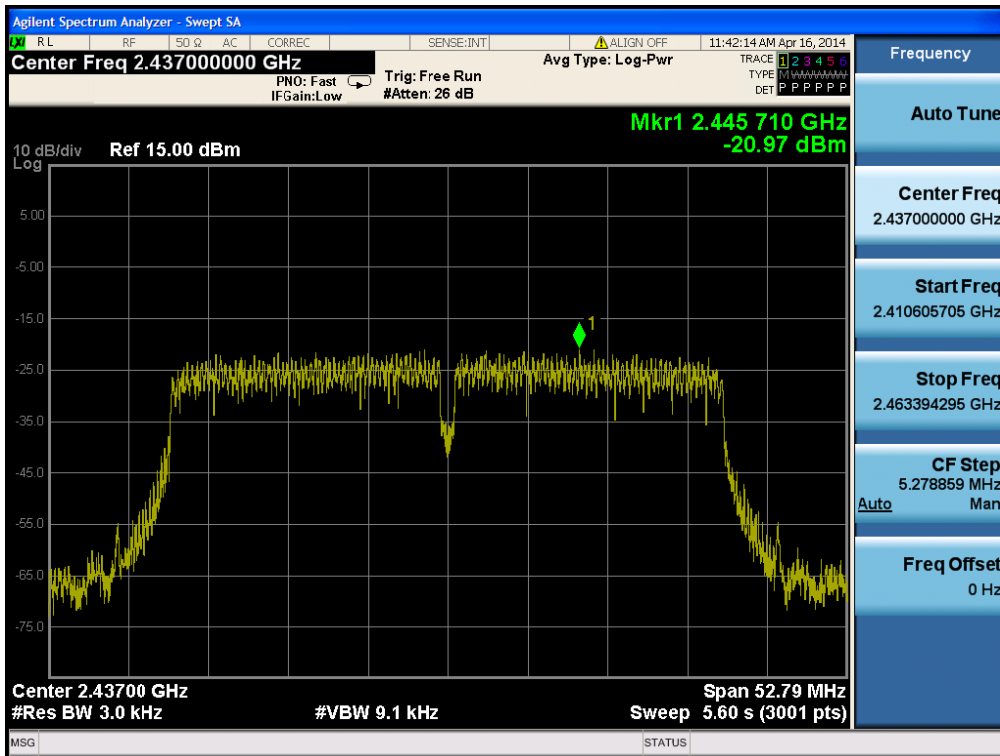 Agilent Spectrum Analyzer - Swept SA
LXI RL RF 50 Ω AC CORREC SENSE:INT ALIGN OFF 11:42:14 AM Apr 16, 2014
Center Freq 2.437000000 GHz
Avg Type: Log-Pwr
TRACE 1 2 3 4 5 6
PNO: Fast
Trig: Free Run
TYPE M W W W W W
IFGain:Low
#Atten: 26 dB
DET P P P P P P
Mkr1 2.445 710 GHz
-20.97 dBm
10 dB/div Ref 15.00 dBm
Log
5.00
-5.00
-15.0
1
-25.0
-35.0
-45.0
-55.0
-65.0
-75.0
Center 2.43700 GHz
Span 52.79 MHz
#Res BW 3.0 kHz
#VBW 9.1 kHz
Sweep 5.60 s (3001 pts)
MSG
STATUS
Frequency
Auto Tune
Center Freq
2.437000000 GHz
Start Freq
2.410605705 GHz
Stop Freq
2.463394295 GHz
CF Step
5.278859 MHz
Auto Man
Freq Offset
0 Hz